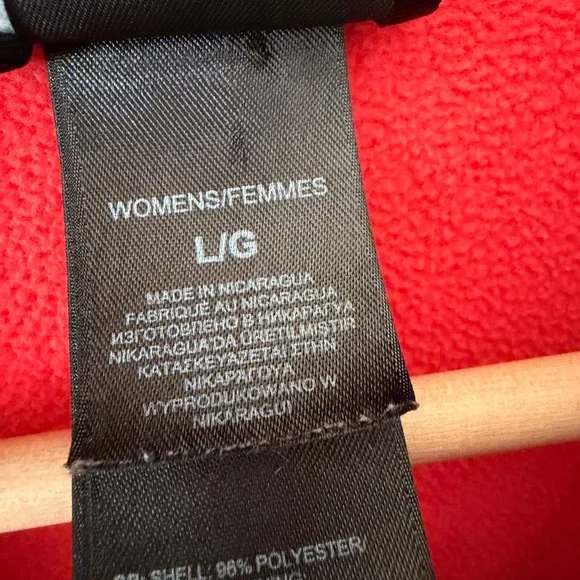 WOMENS/FEMMES
L/G
MADE IN NICARAGUA
FABRIQUE AU NICARAGUA
ИЗГОТОВЛЕНО В НИКАРАГУА
NIKARAGUA'DA ÜRETILMISTIR
ΚΑΤΑΣΚΕΥΑΖΕΤΑΙ ΣΤΗΝ
ΝΙΚΑΡΑΓΟΥΑ
WYPRODUKOWANO W
NIKARAGUI
SHELL: 96% POLYESTER/